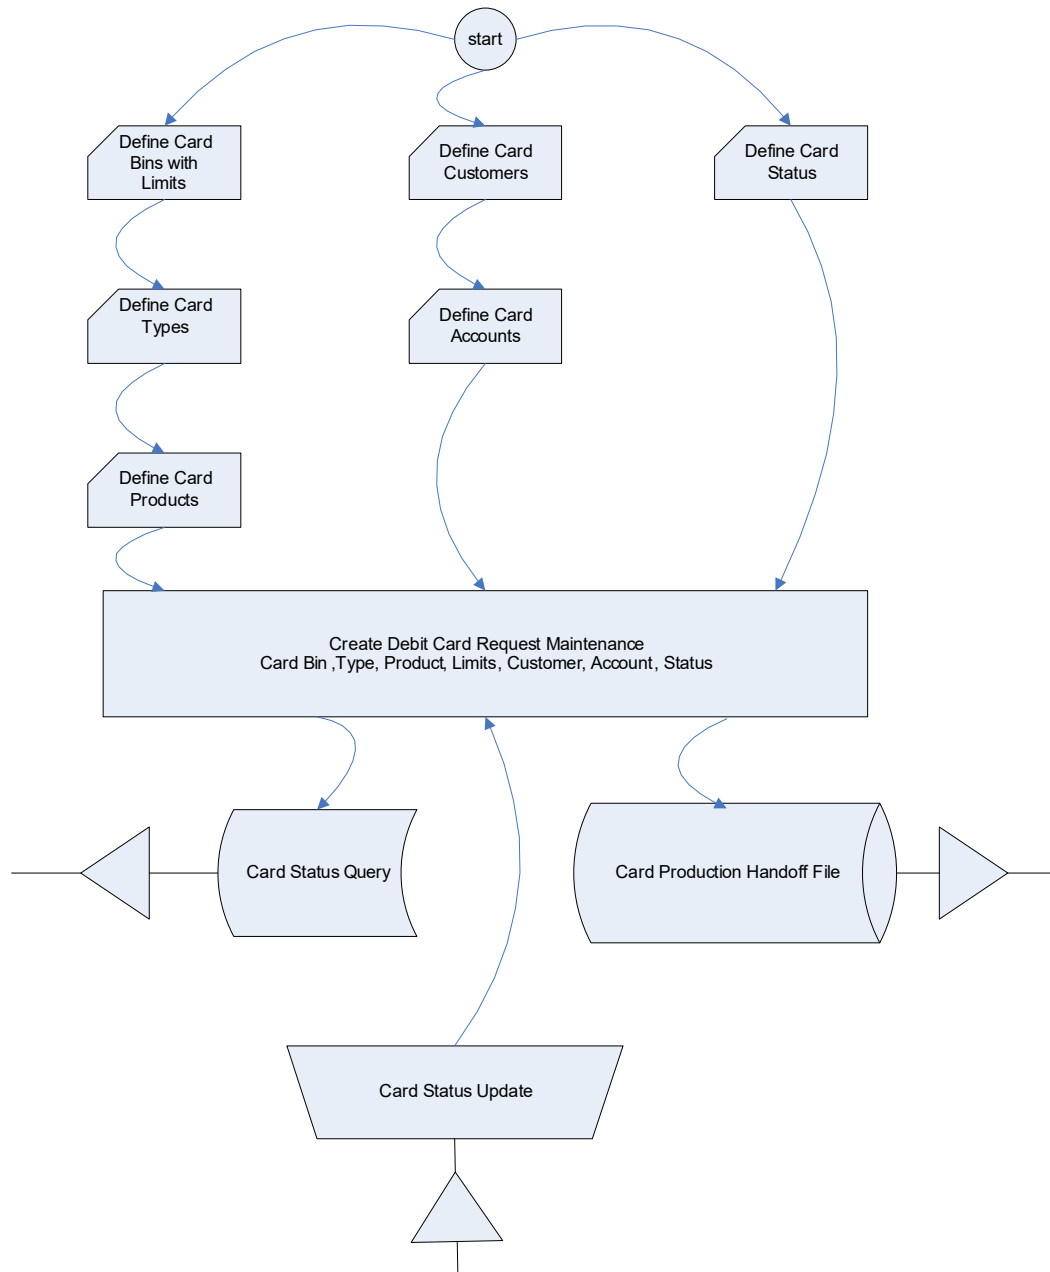 start
Define Card
Bins with
Limits
Define Card
Customers
Define Card
Status
Define Card
Types
Define Card
Accounts
Define Card
Products
Create Debit Card Request Maintenance
Card Bin ,Type, Product, Limits, Customer, Account, Status
Card Status Query
Card Production Handoff File
Card Status Update